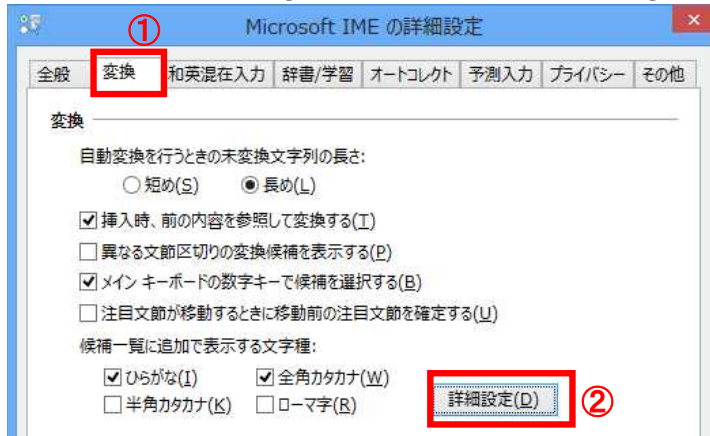 ①
Microsoft IME の詳細設定
全般 変換 和英混在入力 辞書/学習 オートコレクト 予測入力 プライバシー その他
変換
自動変換を行うときの未変換文字列の長さ:
短め(S) 長め(L)
挿入時、前の内容を参照して変換する(T)
異なる文節区切りの変換候補を表示する(P)
メイン キーボードの数字キーで候補を選択する(B)
注目文節が移動するときに移動前の注目文節を確定する(U)
候補一覧に追加で表示する文字種:
ひらがな(I) 全角カタカナ(W)
半角カタカナ(K) ローマ字(R)
詳細設定(D) ②